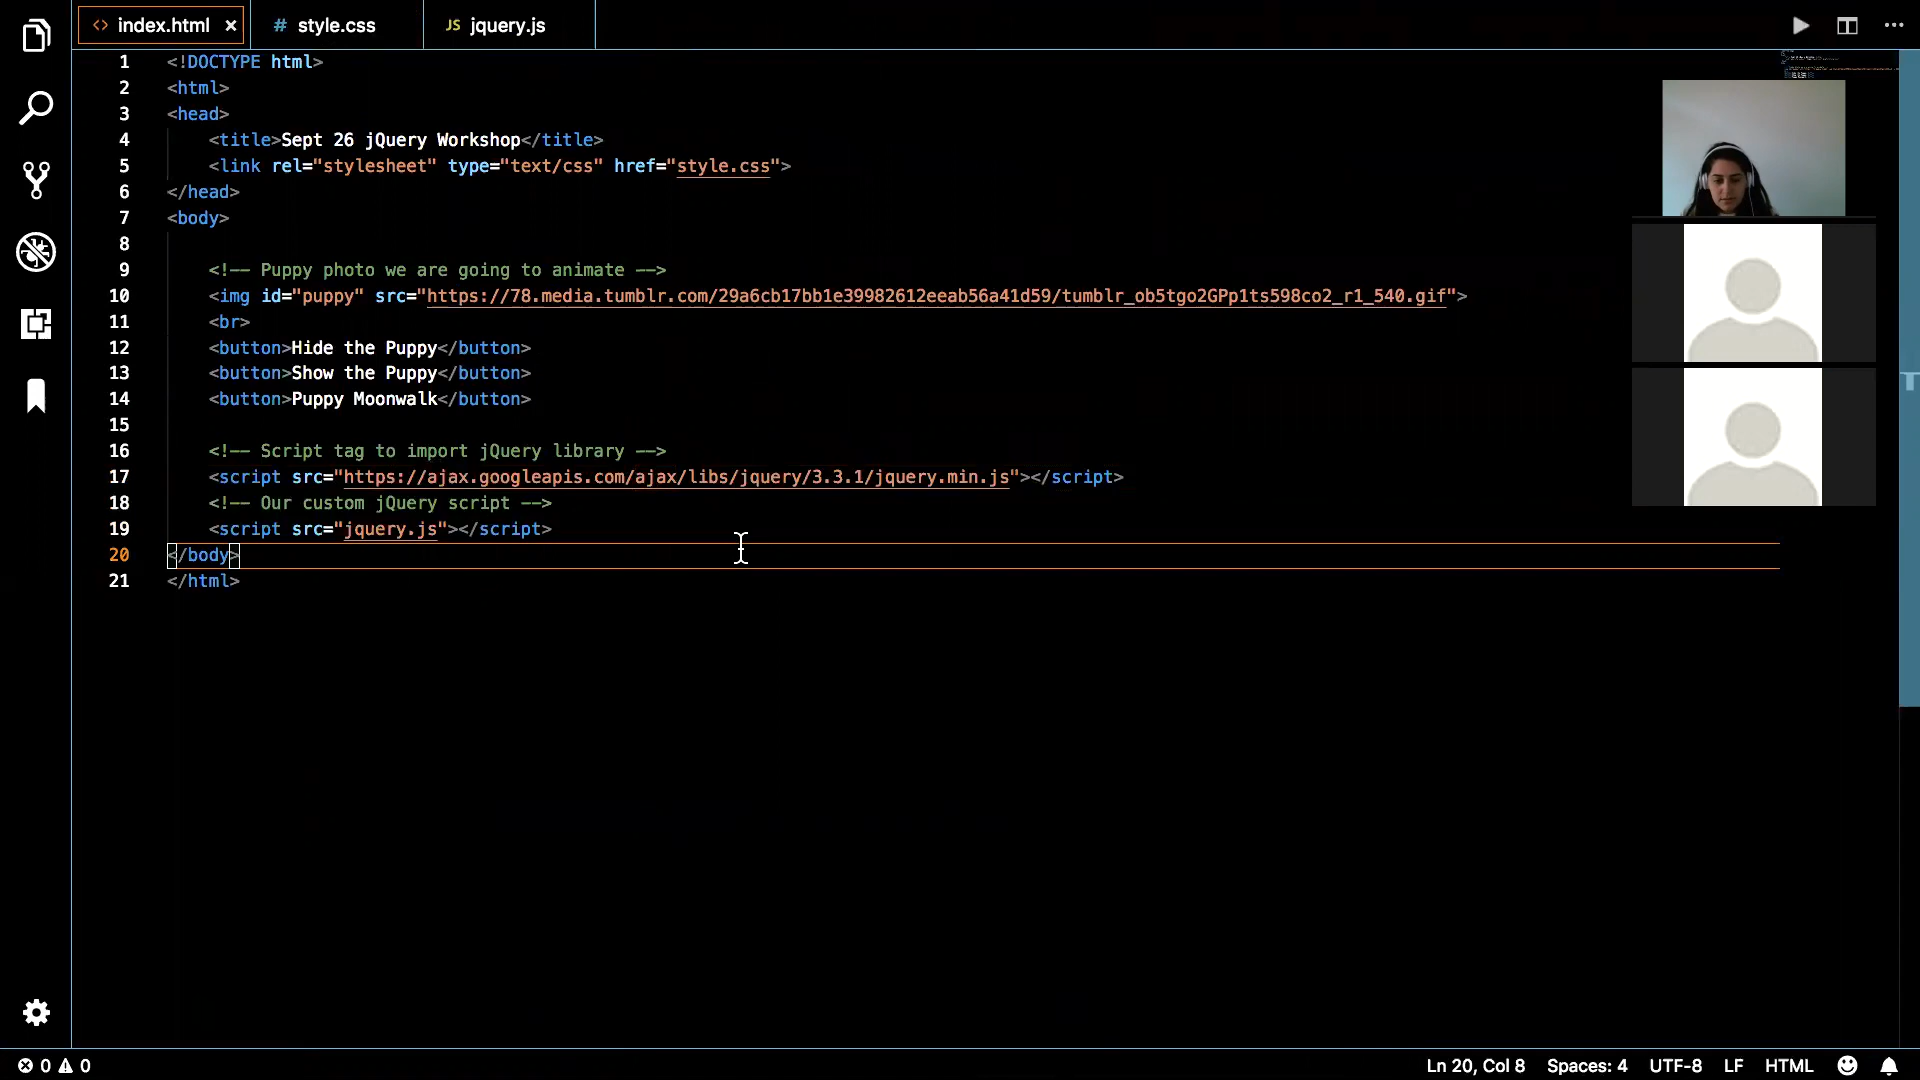 index.html
style.css
JS jquery.js
1 <!DOCTYPE html>
2 <html>
3 <head>
4 <title>Sept 26 jQuery Workshop</title>
5 <link rel="stylesheet" type="text/css" href="style.css">
6 </head>
7 <body>
8
9 <!-- Puppy photo we are going to animate -->
10 <img id="puppy" src="https://78.media.tumblr.com/29a6cb17bb1e39982612eeab56a41d59/tumblr_ob5tgo2GPp1ts598co2_r1_540.gif">
11 <br>
12 <button>Hide the Puppy</button>
13 <button>Show the Puppy</button>
14 <button>Puppy Moonwalk</button>
15
16 <!-- Script tag to import jQuery library -->
17 <script src="https://ajax.googleapis.com/ajax/libs/jquery/3.3.1/jquery.min.js"></script>
18 <!-- Our custom jQuery script -->
19 <script src="jquery.js"></script>
20 </body>
21 </html>
0 0 Ln 20, Col 8 Spaces: 4 UTF-8 LF HTML